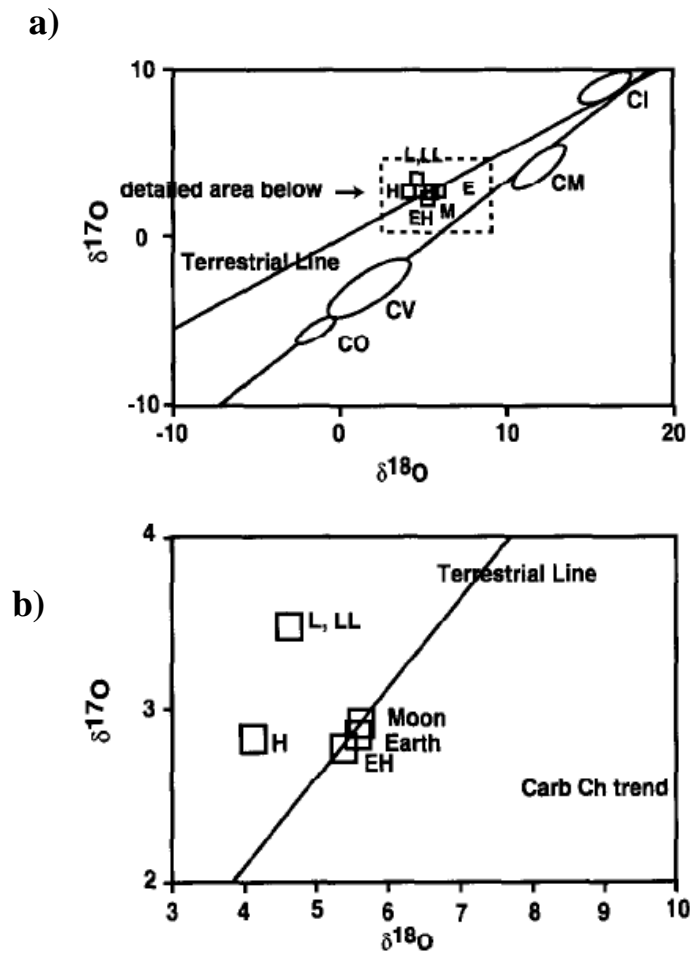 a)
10
CI
L,LL
detailed area below → H E
CM
EH M
δ17O
0
Terrestrial Line
CV
CO
-10
-10 0 10 20
δ18O
b)
4
Terrestrial Line
L, LL
δ17O
3
Moon
H
Earth
EH
Carb Ch trend
2
3 4 5 6 7 8 9 10
δ18O